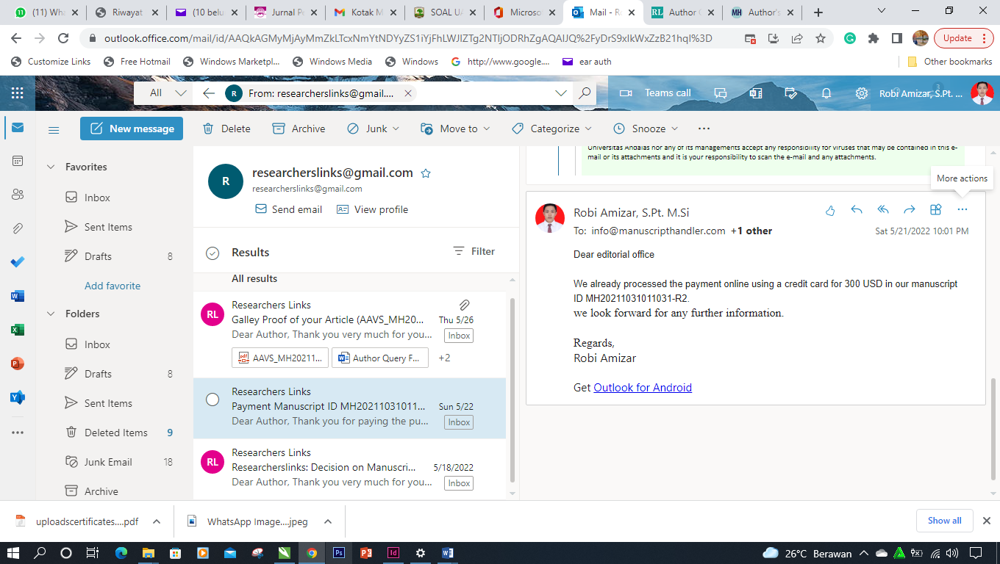 (11) Wha
Riwayat
(10 belu
Jurnal Pe
Kotak M
SOAL UA
Microso
Mail - Ro
Author G
Author's
outlook.office.com/mail/id/
Update
Customize Links
Free Hotmail
Windows Marketpl...
Windows Media
Windows
http://www.google....
ear auth
Other bookmarks
All
R
From: researcherslinks@gmail....
Teams call
Robi Amizar, S.Pt. ...
New message
Delete
Archive
Junk
Move to
Categorize
Snooze
Favorites
Inbox
Sent Items
Drafts 8
Add favorite
Folders
Inbox
Drafts 8
Sent Items
Deleted Items 9
Junk Email 18
Archive
R
researcherslinks@gmail.com
researcherslinks@gmail.com
Send email
View profile
Results
Filter
All results
RL
Researchers Links
Galley Proof of your Article (AAVS_MH20... Thu 5/26
Dear Author, Thank you very much for you... Inbox
AAVS_MH20211...
Author Query F...
+2
Researchers Links
Payment Manuscript ID MH20211031011... Sun 5/22
Dear Author, Thank you for paying the pu... Inbox
RL
Researchers Links
Researcherslinks: Decision on Manuscri... 5/18/2022
Dear Author, Thank you very much for you... Inbox
Universitas Andalas nor any of its managements accept any responsibility for viruses that may be contained in this e-
mail or its attachments and it is your responsibility to scan the e-mail and any attachments.
More actions
Robi Amizar, S.Pt. M.Si
To: info@manuscripthandler.com +1 other
Sat 5/21/2022 10:01 PM
Dear editorial office
We already processed the payment online using a credit card for 300 USD in our manuscript
ID MH20211031011031-R2.
we look forward for any further information.
Regards,
Robi Amizar
Get Outlook for Android
uploadscertificates....pdf
WhatsApp Image....jpeg
Show all
26°C Berawan